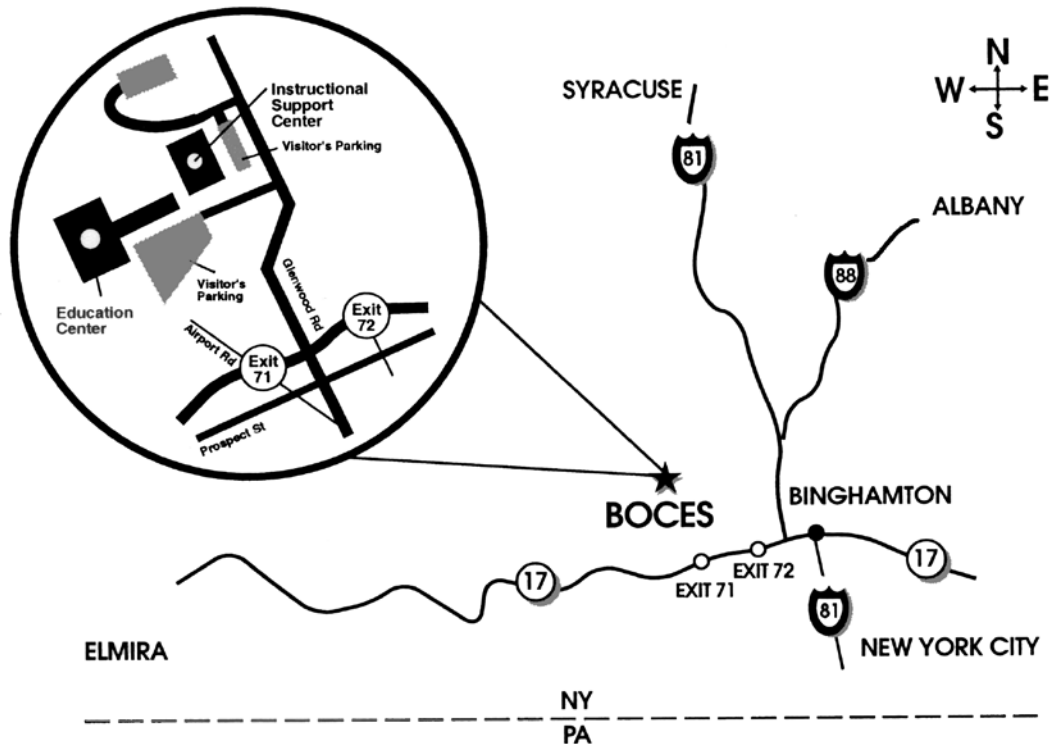 Instructional
Support
Center
Visitor's Parking
Visitor's
Parking
Education
Center
Glenwood Rd
Airport Rd
Exit
71
Exit
72
Prospect St
SYRACUSE
81
N
W E
S
ALBANY
88
BOCES
BINGHAMTON
17
EXIT 71
EXIT 72
17
81
ELMIRA
NEW YORK CITY
NY
PA